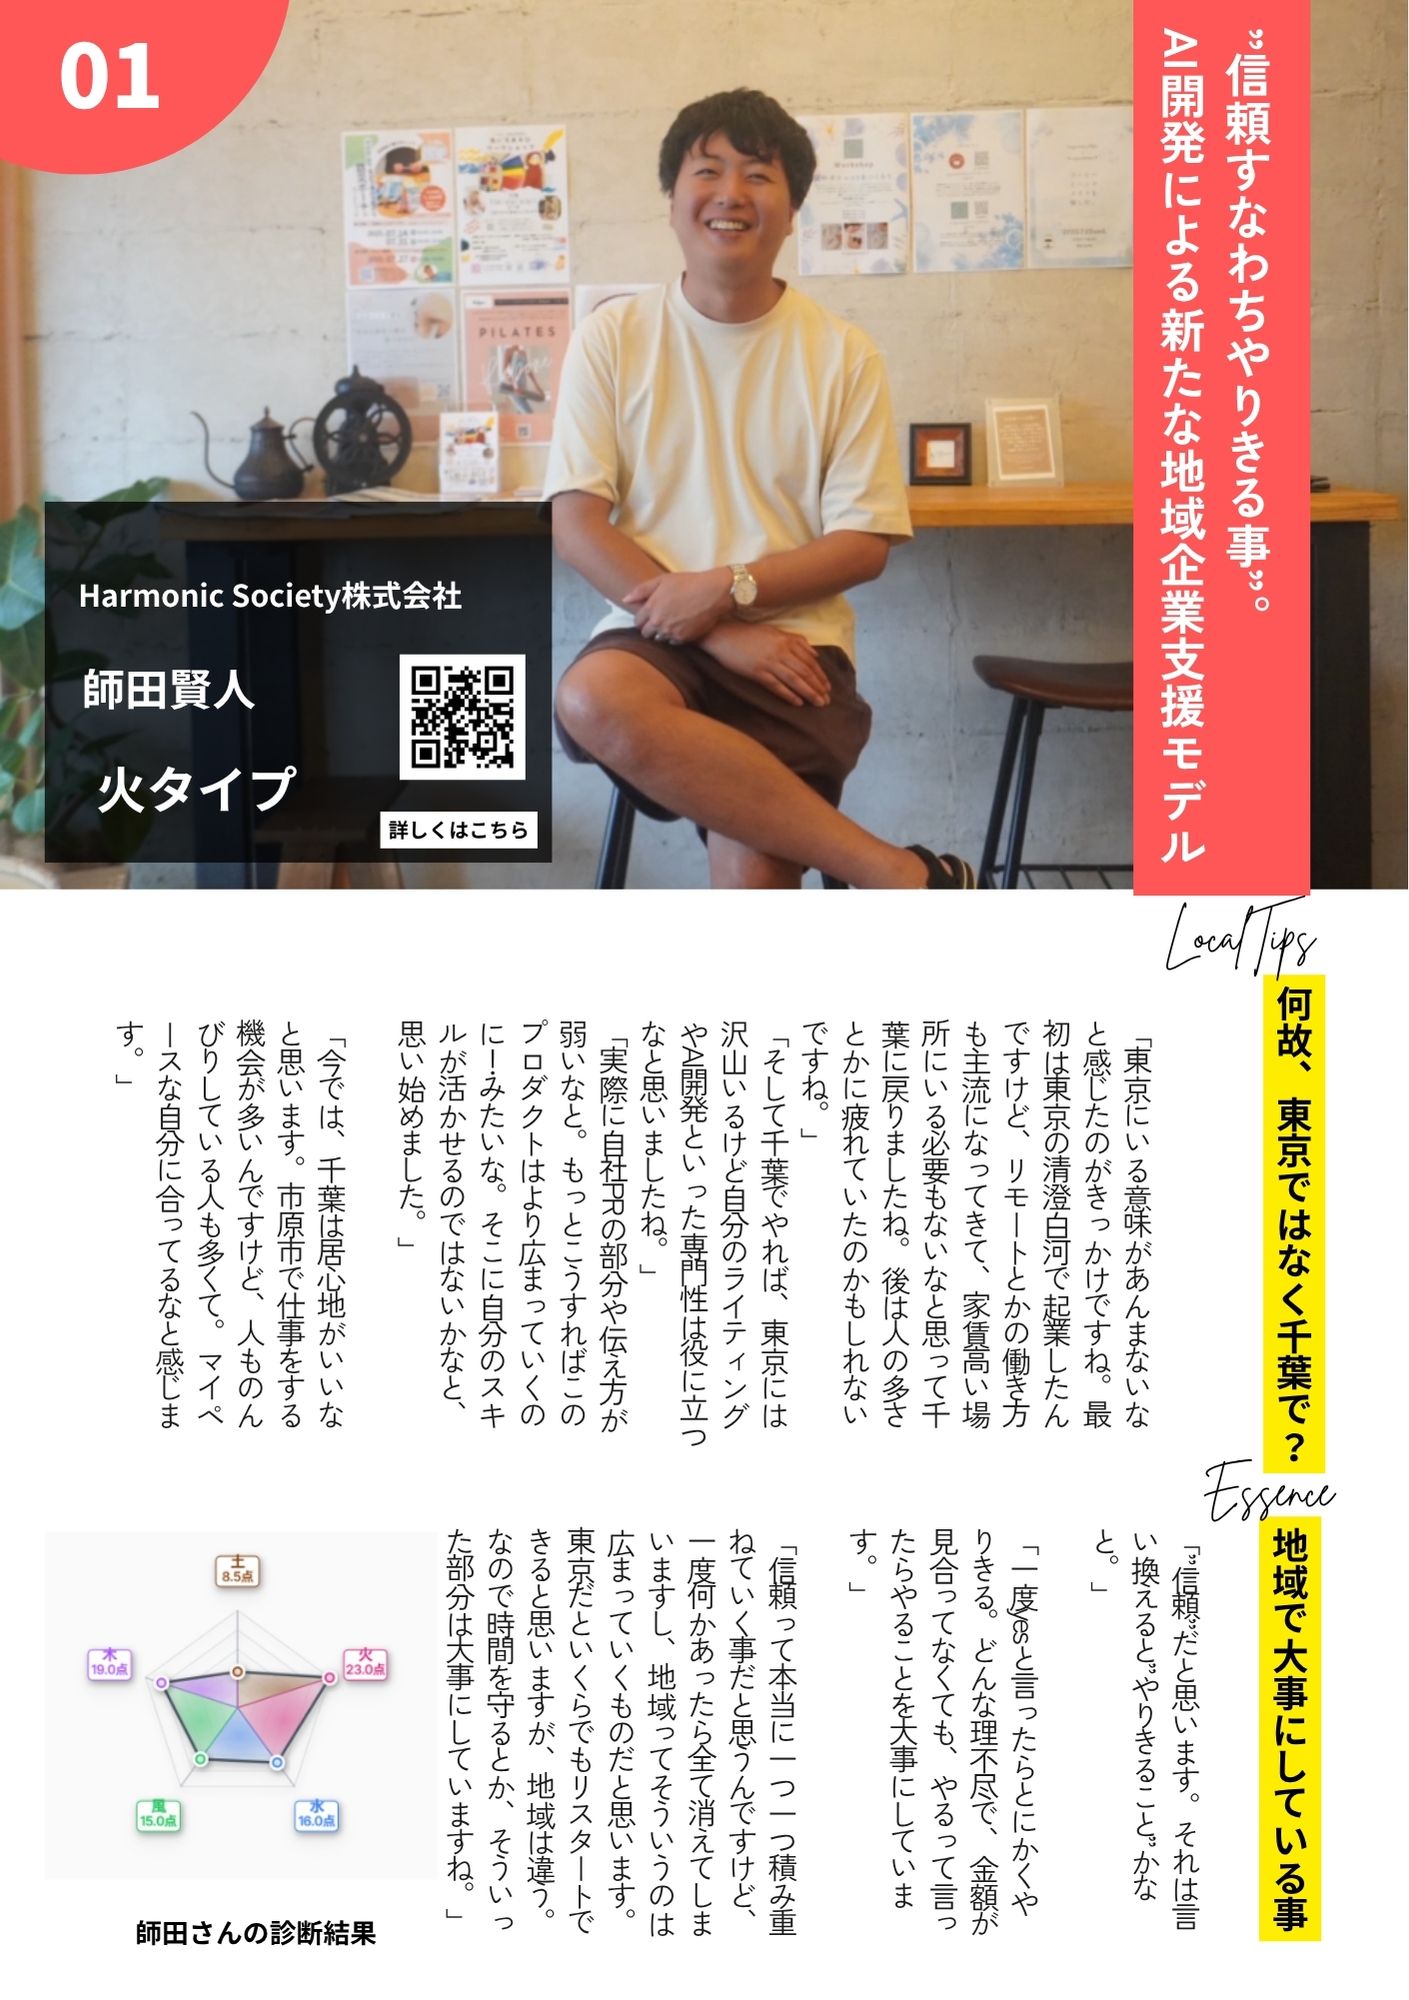 01
”信頼すなわちやりきる事”。
AI開発による新たな地域企業支援モデル
PILATES
Workshop
Harmonic Society株式会社
師田賢人
火タイプ
詳しくはこちら
Local Tips
何故、東京ではなく千葉で？
「東京にいる意味があんまないな
と感じたのがきっかけですね。最
初は東京の清澄白河で起業したん
ですけど、リモートとかの働き方
も主流になってきて、家賃高い場
所にいる必要もないなと思って千
葉に戻りましたね。後は人の多さ
とかに疲れていたのかもしれない
ですね。」
「そして千葉でやれば、東京には
沢山いるけど自分のライティング
やAI開発といった専門性は役に立つ
なと思いましたね。」
「実際に自社PRの部分や伝え方が
弱いなと。もっとこうすればこの
プロダクトはより広まっていくの
に！みたいな。そこに自分のスキ
ルが活かせるのではないかなと、
思い始めました。」
「今では、千葉は居心地がいいな
と思います。市原市で仕事をする
機会が多いんですけど、人ものん
びりしている人も多くて。マイペ
ースな自分に合ってるなと感じま
す。」
Essence
地域で大事にしている事
「”信頼”だと思います。それは言
い換えると”やりきること”かな
と。」
「一度yesと言ったらとにかくや
りきる。どんな理不尽で、金額が
見合ってなくても、やるって言っ
たらやることを大事にしていま
す。」
「信頼って本当に一つ一つ積み重
ねていく事だと思うんですけど、
一度何かあったら全て消えてしま
いますし、地域ってそういうのは
広まっていくものだと思います。
東京だといくらでもリスタートで
きると思いますが、地域は違う。
なので時間を守るとか、そういっ
た部分は大事にしていますね。」
土
8.5点
木
19.0点
火
23.0点
風
15.0点
水
16.0点
師田さんの診断結果